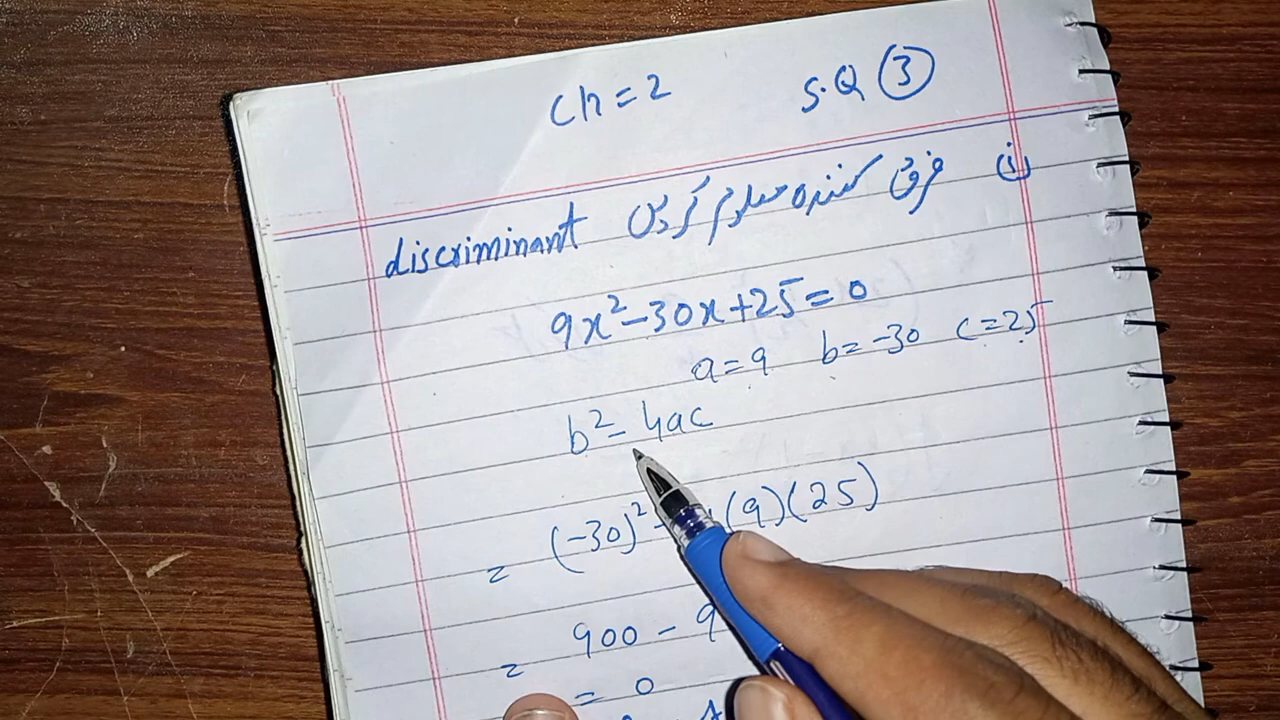 Ch = 2 S.Q 3
(i) فرق کنندہ معلوم کریں discriminant
9x² - 30x + 25 = 0
a = 9 b = -30 c = 25
b² - 4ac
= (-30)² - (9)(25)
= 900 - 9
= 0